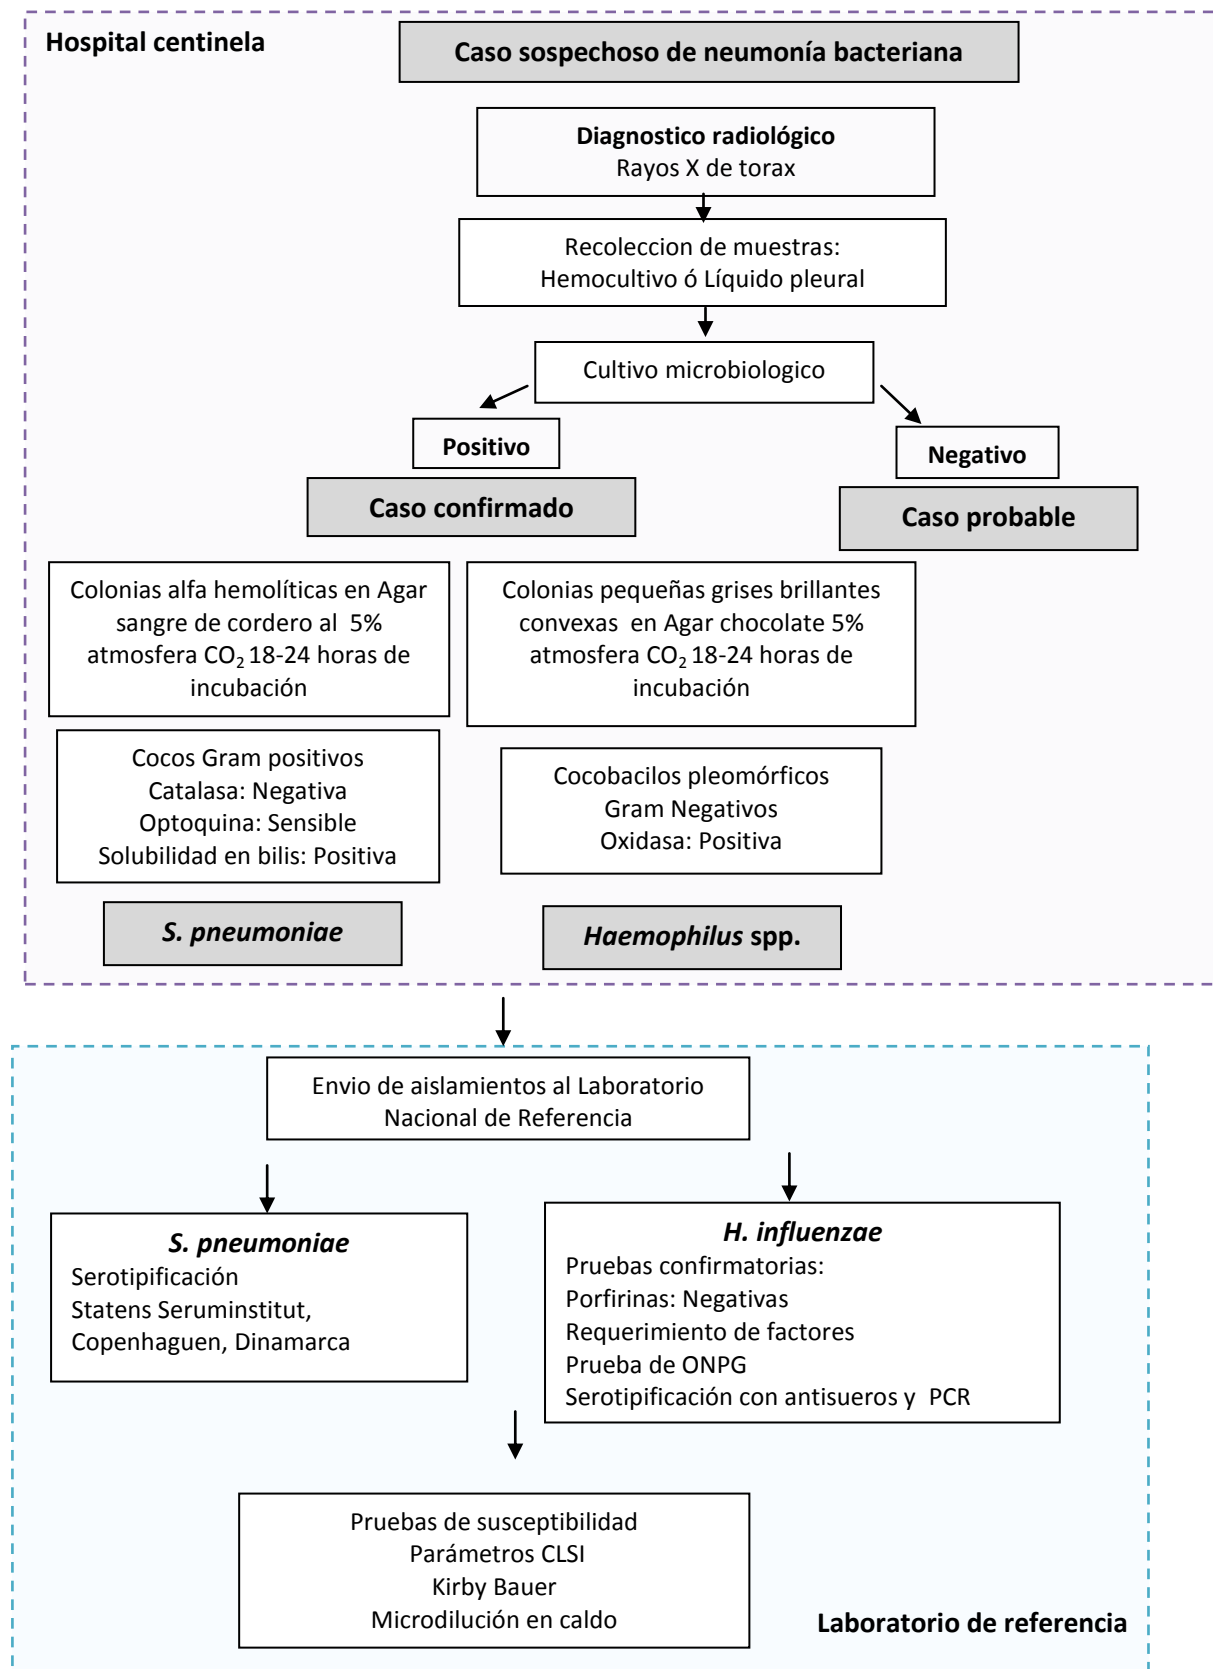 Hospital centinela
Caso sospechoso de neumonía bacteriana
Diagnostico radiológico
Rayos X de torax
Recoleccion de muestras:
Hemocultivo ó Líquido pleural
Cultivo microbiologico
Positivo
Negativo
Caso confirmado
Caso probable
Colonias alfa hemolíticas en Agar
sangre de cordero al 5%
atmosfera CO₂ 18-24 horas de
incubación
Colonias pequeñas grises brillantes
convexas en Agar chocolate 5%
atmosfera CO₂ 18-24 horas de
incubación
Cocos Gram positivos
Catalasa: Negativa
Optoquina: Sensible
Solubilidad en bilis: Positiva
Cocobacilos pleomórficos
Gram Negativos
Oxidasa: Positiva
S. pneumoniae
Haemophilus spp.
Envio de aislamientos al Laboratorio
Nacional de Referencia
S. pneumoniae
Serotipificación
Statens Seruminstitut,
Copenhaguen, Dinamarca
H. influenzae
Pruebas confirmatorias:
Porfirinas: Negativas
Requerimiento de factores
Prueba de ONPG
Serotipificación con antisueros y PCR
Pruebas de susceptibilidad
Parámetros CLSI
Kirby Bauer
Microdilución en caldo
Laboratorio de referencia